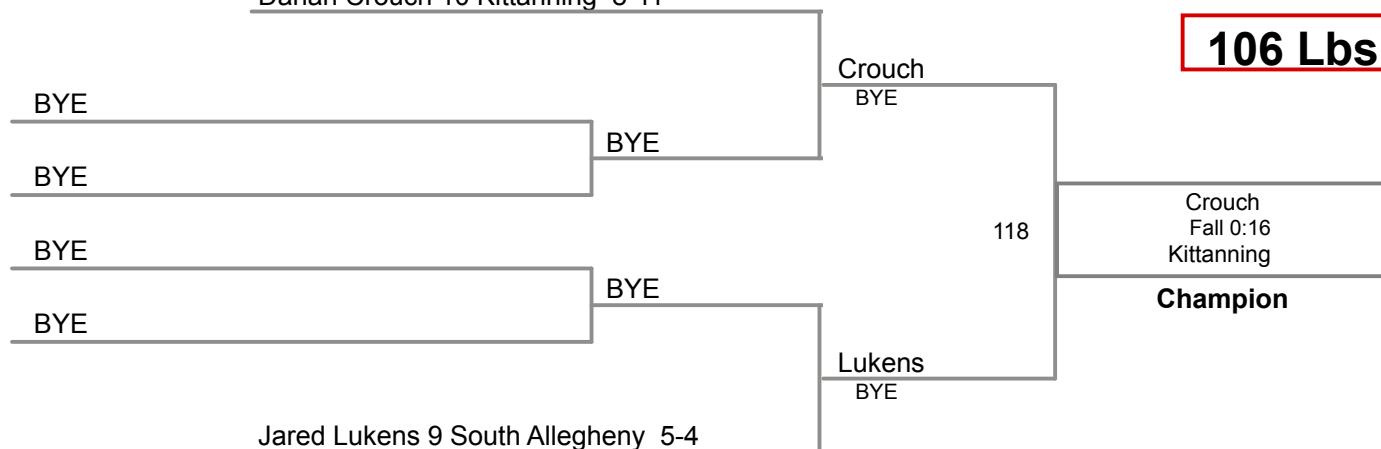 106 Lbs
Crouch
BYE
BYE
BYE
BYE
Crouch
Fall 0:16
Kittanning
118
BYE
BYE
Champion
BYE
Lukens
BYE
Jared Lukens 9 South Allegheny 5-4